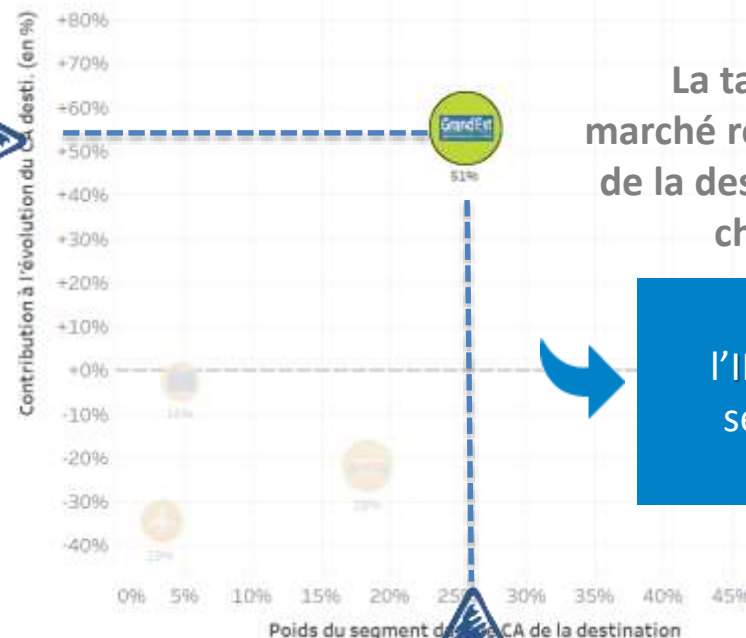 Contribution à l'évolution du CA desti. (en %)
+80%
+70%
+60%
+50%
+40%
+30%
+20%
+10%
+0%
-10%
-20%
-30%
-40%
GrandEst
51%
La ta
marché r
de la des
ch
l'I
se
0% 5% 10% 15% 20% 25% 30% 35% 40% 45%
Poids du segment CA de la destination